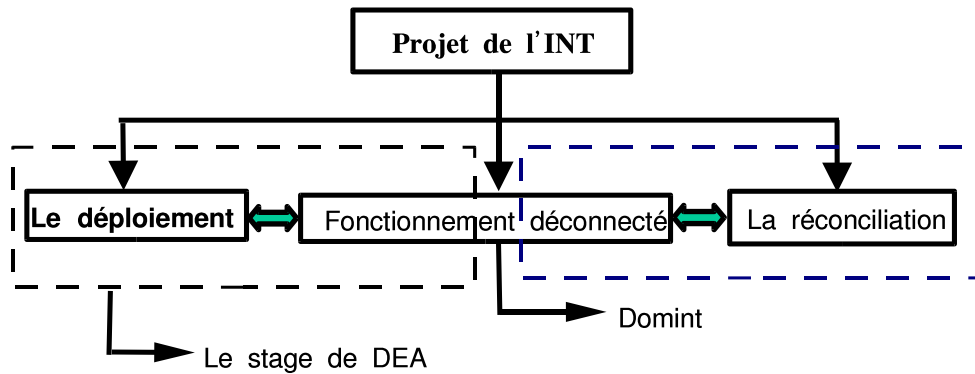 Projet de l'INT
Le déploiement
Fonctionnement déconnecté
La réconciliation
Domint
Le stage de DEA